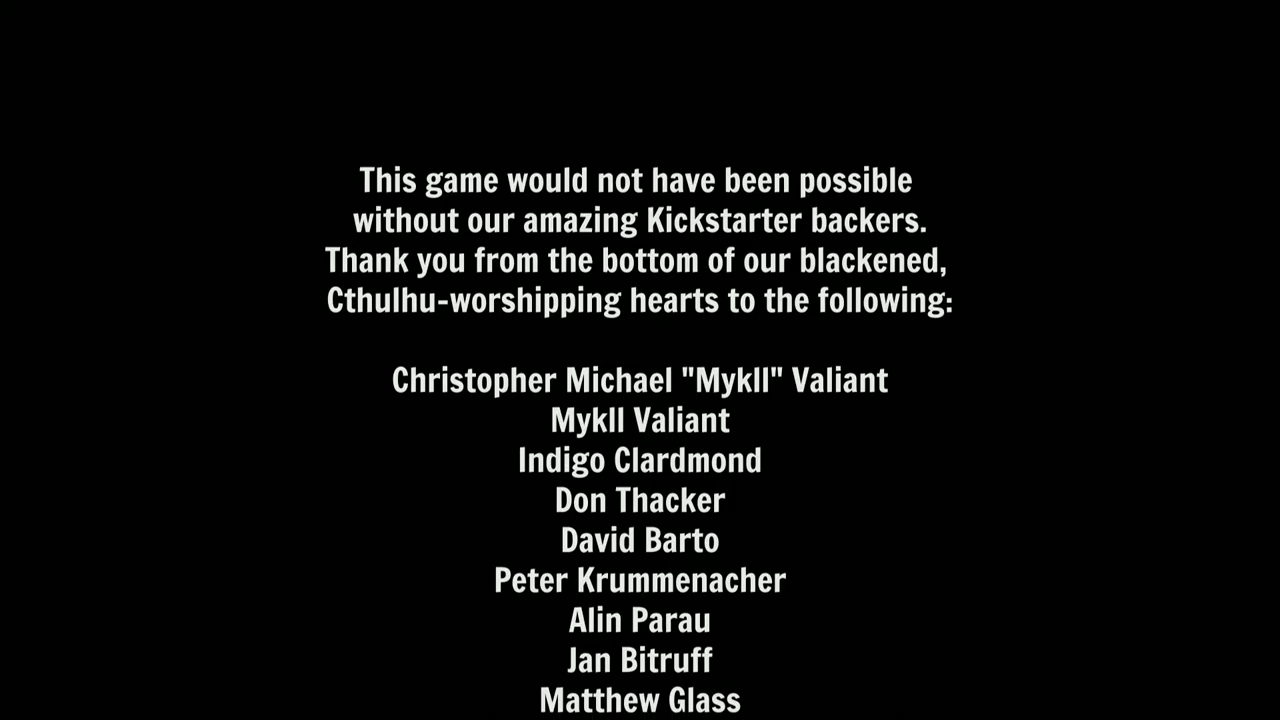 This game would not have been possible
without our amazing Kickstarter backers.
Thank you from the bottom of our blackened,
Cthulhu-worshipping hearts to the following:
Christopher Michael "Mykll" Valiant
Mykll Valiant
Indigo Clardmond
Don Thacker
David Barto
Peter Krummenacher
Alin Parau
Jan Bitruff
Matthew Glass